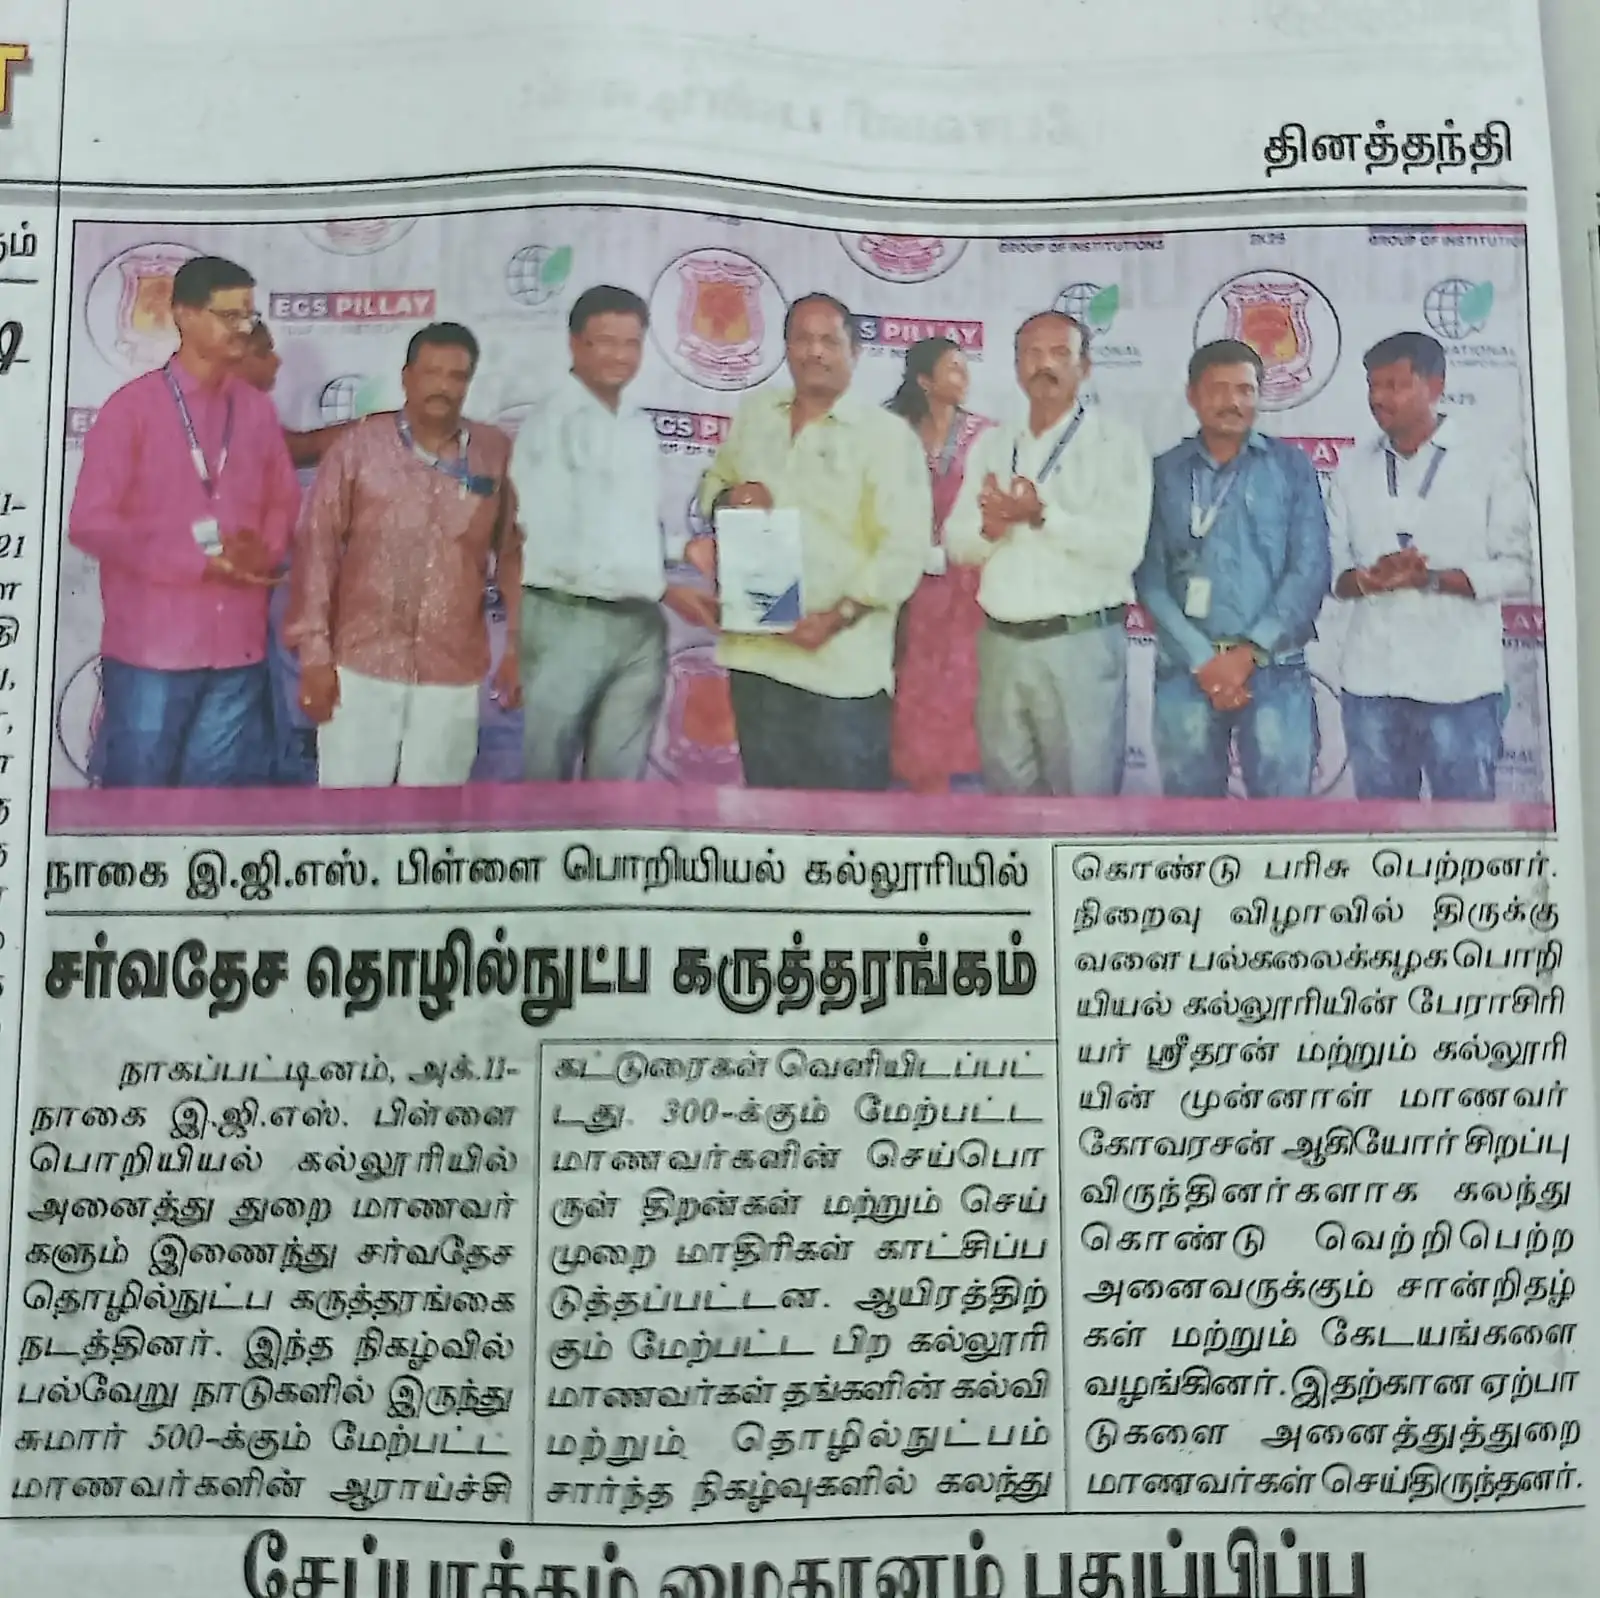 தினத்தந்தி
EGS PILLAY
GROUP OF INSTITUTIONS
2K25
நாகை இ.ஜி.எஸ். பிள்ளை பொறியியல் கல்லூரியில்
சர்வதேச தொழில்நுட்ப கருத்தரங்கம்
நாகப்பட்டினம், அக்.11-
நாகை இ.ஜி.எஸ். பிள்ளை
பொறியியல் கல்லூரியில்
அனைத்து துறை மாணவர்
களும் இணைந்து சர்வதேச
தொழில்நுட்ப கருத்தரங்கை
நடத்தினர். இந்த நிகழ்வில்
பல்வேறு நாடுகளில் இருந்து
சுமார் 500-க்கும் மேற்பட்ட
மாணவர்களின் ஆராய்ச்சி
கட்டுரைகள் வெளியிடப்பட்
டது. 300-க்கும் மேற்பட்ட
மாணவர்களின் செய்பொ
ருள் திறன்கள் மற்றும் செய்
முறை மாதிரிகள் காட்சிப்ப
டுத்தப்பட்டன. ஆயிரத்திற்
கும் மேற்பட்ட பிற கல்லூரி
மாணவர்கள் தங்களின் கல்வி
மற்றும் தொழில்நுட்பம்
சார்ந்த நிகழ்வுகளில் கலந்து
கொண்டு பரிசு பெற்றனர்.
நிறைவு விழாவில் திருக்கு
வளை பல்கலைக்கழக பொறி
யியல் கல்லூரியின் பேராசிரி
யர் ஸ்ரீதரன் மற்றும் கல்லூரி
யின் முன்னாள் மாணவர்
கோவரசன் ஆகியோர் சிறப்பு
விருந்தினர்களாக கலந்து
கொண்டு வெற்றிபெற்ற
அனைவருக்கும் சான்றிதழ்
கள் மற்றும் கேடயங்களை
வழங்கினர். இதற்கான ஏற்பா
டுகளை அனைத்துத்துறை
மாணவர்கள் செய்திருந்தனர்.
சேப்பாக்கம் மைதானம் புதுப்பிப்பு